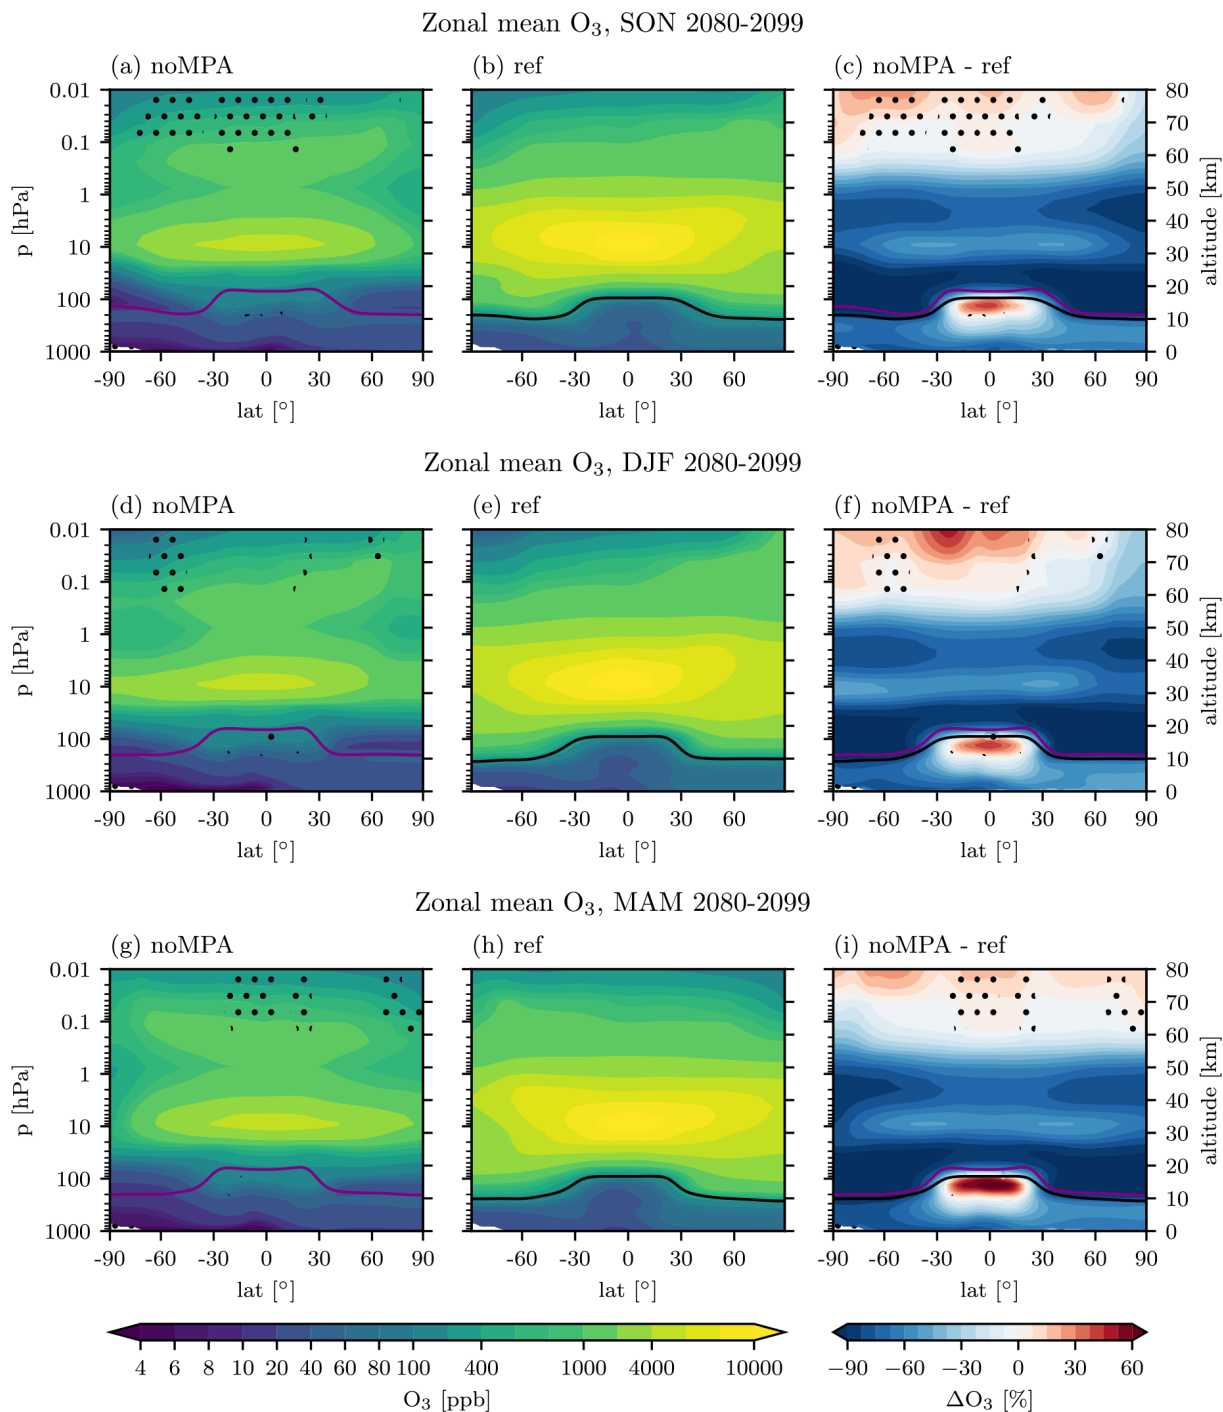 Zonal mean O₃, SON 2080-2099
(a) noMPA (b) ref (c) noMPA - ref
0.01 0.1 1 10 100 1000
p [hPa]
80 70 60 50 40 30 20 10 0
altitude [km]
-90 -60 -30 0 30 60 90 -60 -30 0 30 60 -90 -60 -30 0 30 60 90
lat [°] lat [°] lat [°]
Zonal mean O₃, DJF 2080-2099
(d) noMPA (e) ref (f) noMPA - ref
0.01 0.1 1 10 100 1000
p [hPa]
80 70 60 50 40 30 20 10 0
altitude [km]
-90 -60 -30 0 30 60 90 -60 -30 0 30 60 -90 -60 -30 0 30 60 90
lat [°] lat [°] lat [°]
Zonal mean O₃, MAM 2080-2099
(g) noMPA (h) ref (i) noMPA - ref
0.01 0.1 1 10 100 1000
p [hPa]
80 70 60 50 40 30 20 10 0
altitude [km]
-90 -60 -30 0 30 60 90 -60 -30 0 30 60 -90 -60 -30 0 30 60 90
lat [°] lat [°] lat [°]
4 6 8 10 20 40 60 80 100 400 1000 4000 10000 −90 −60 −30 0 30 60
O₃ [ppb] ΔO₃ [%]